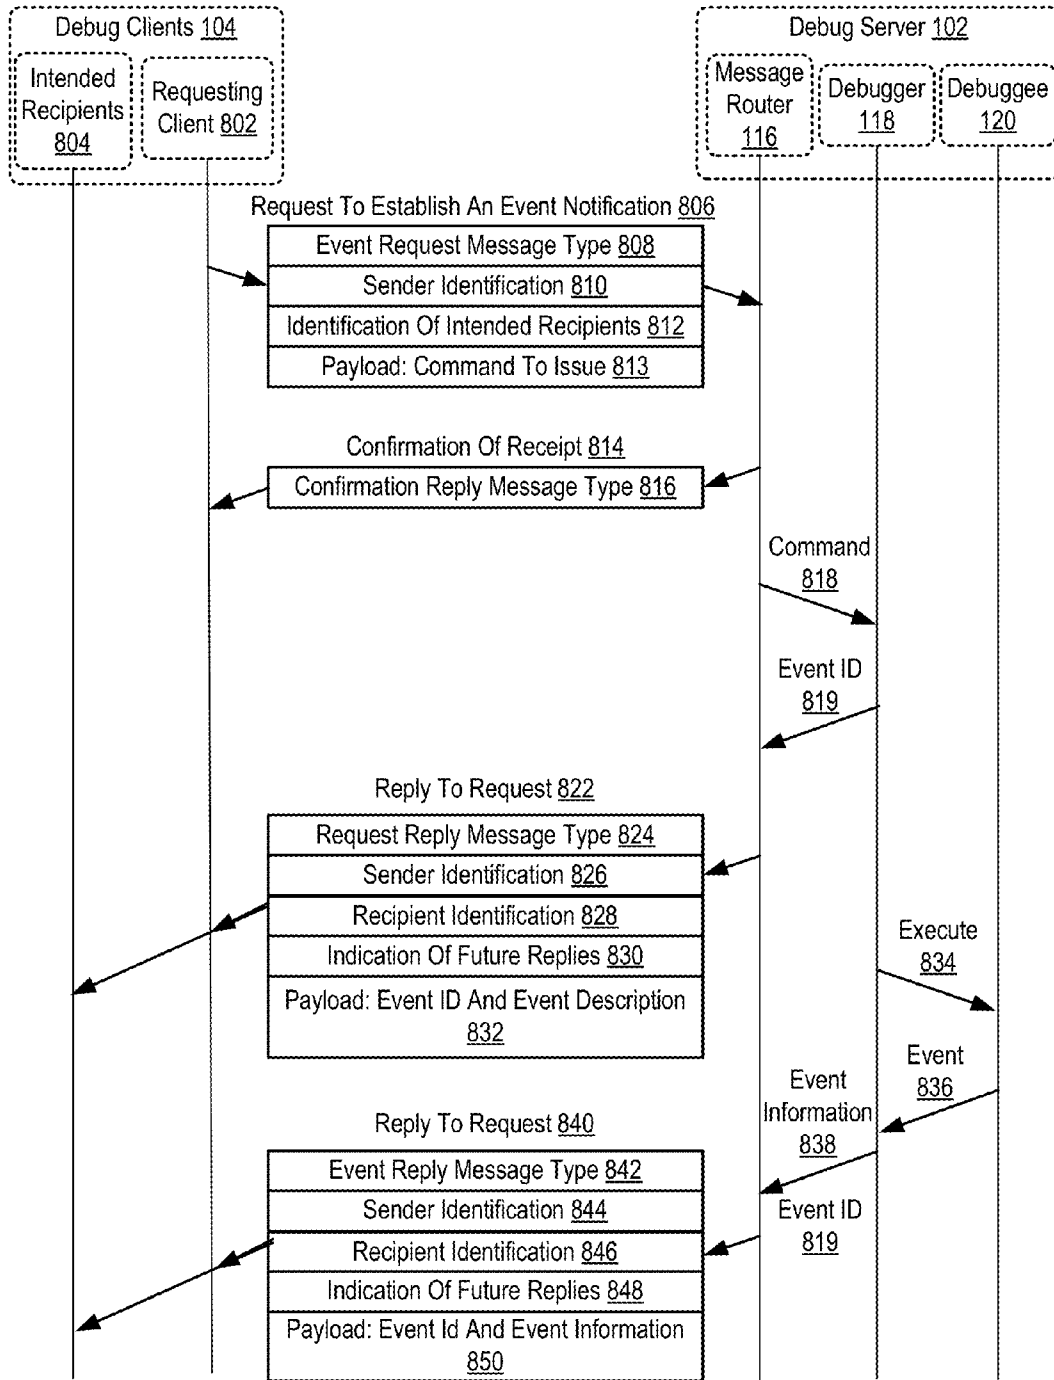 Debug Clients 104
Debug Server 102
Intended
Recipients
804
Requesting
Client 802
Message
Router
116
Debugger
118
Debuggee
120
Request To Establish An Event Notification 806
Event Request Message Type 808
Sender Identification 810
Identification Of Intended Recipients 812
Payload: Command To Issue 813
Confirmation Of Receipt 814
Confirmation Reply Message Type 816
Command
818
Event ID
819
Reply To Request 822
Request Reply Message Type 824
Sender Identification 826
Recipient Identification 828
Indication Of Future Replies 830
Payload: Event ID And Event Description
832
Execute
834
Event
836
Event
Information
838
Reply To Request 840
Event Reply Message Type 842
Sender Identification 844
Event ID
819
Recipient Identification 846
Indication Of Future Replies 848
Payload: Event Id And Event Information
850